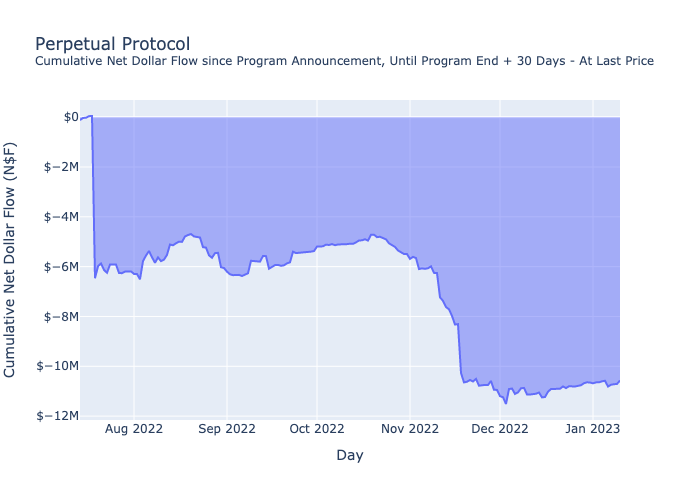 Perpetual Protocol
Cumulative Net Dollar Flow since Program Announcement, Until Program End + 30 Days - At Last Price
Cumulative Net Dollar Flow (N$F)
$0
$−2M
$−4M
$−6M
$−8M
$−10M
$−12M
Aug 2022 Sep 2022 Oct 2022 Nov 2022 Dec 2022 Jan 2023
Day